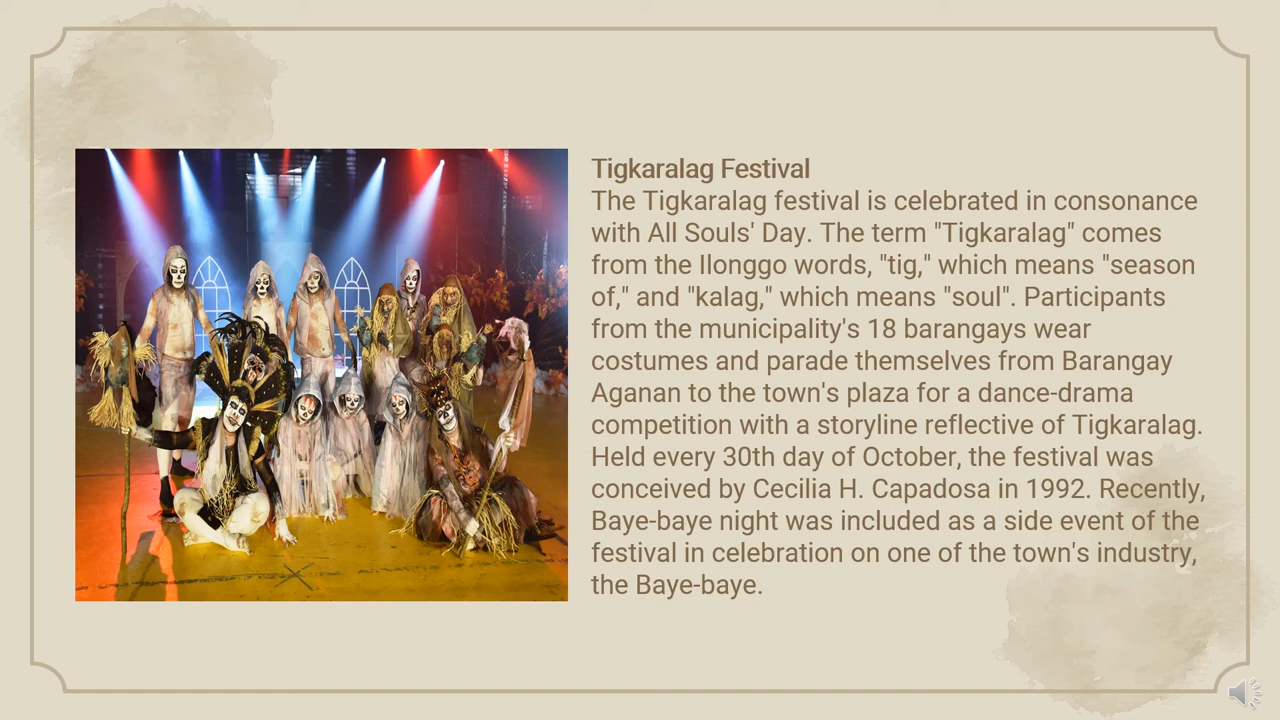 Tigkaralag Festival
The Tigkaralag festival is celebrated in consonance
with All Souls' Day. The term "Tigkaralag" comes
from the Ilonggo words, "tig," which means "season
of," and "kalag," which means "soul". Participants
from the municipality's 18 barangays wear
costumes and parade themselves from Barangay
Aganan to the town's plaza for a dance-drama
competition with a storyline reflective of Tigkaralag.
Held every 30th day of October, the festival was
conceived by Cecilia H. Capadosa in 1992. Recently,
Baye-baye night was included as a side event of the
festival in celebration on one of the town's industry,
the Baye-baye.